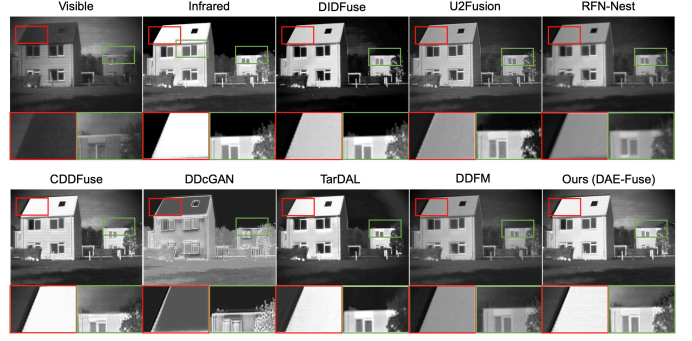 Visible Infrared DIDFuse U2Fusion RFN-Nest
CDDFuse DDcGAN TarDAL DDFM Ours (DAE-Fuse)